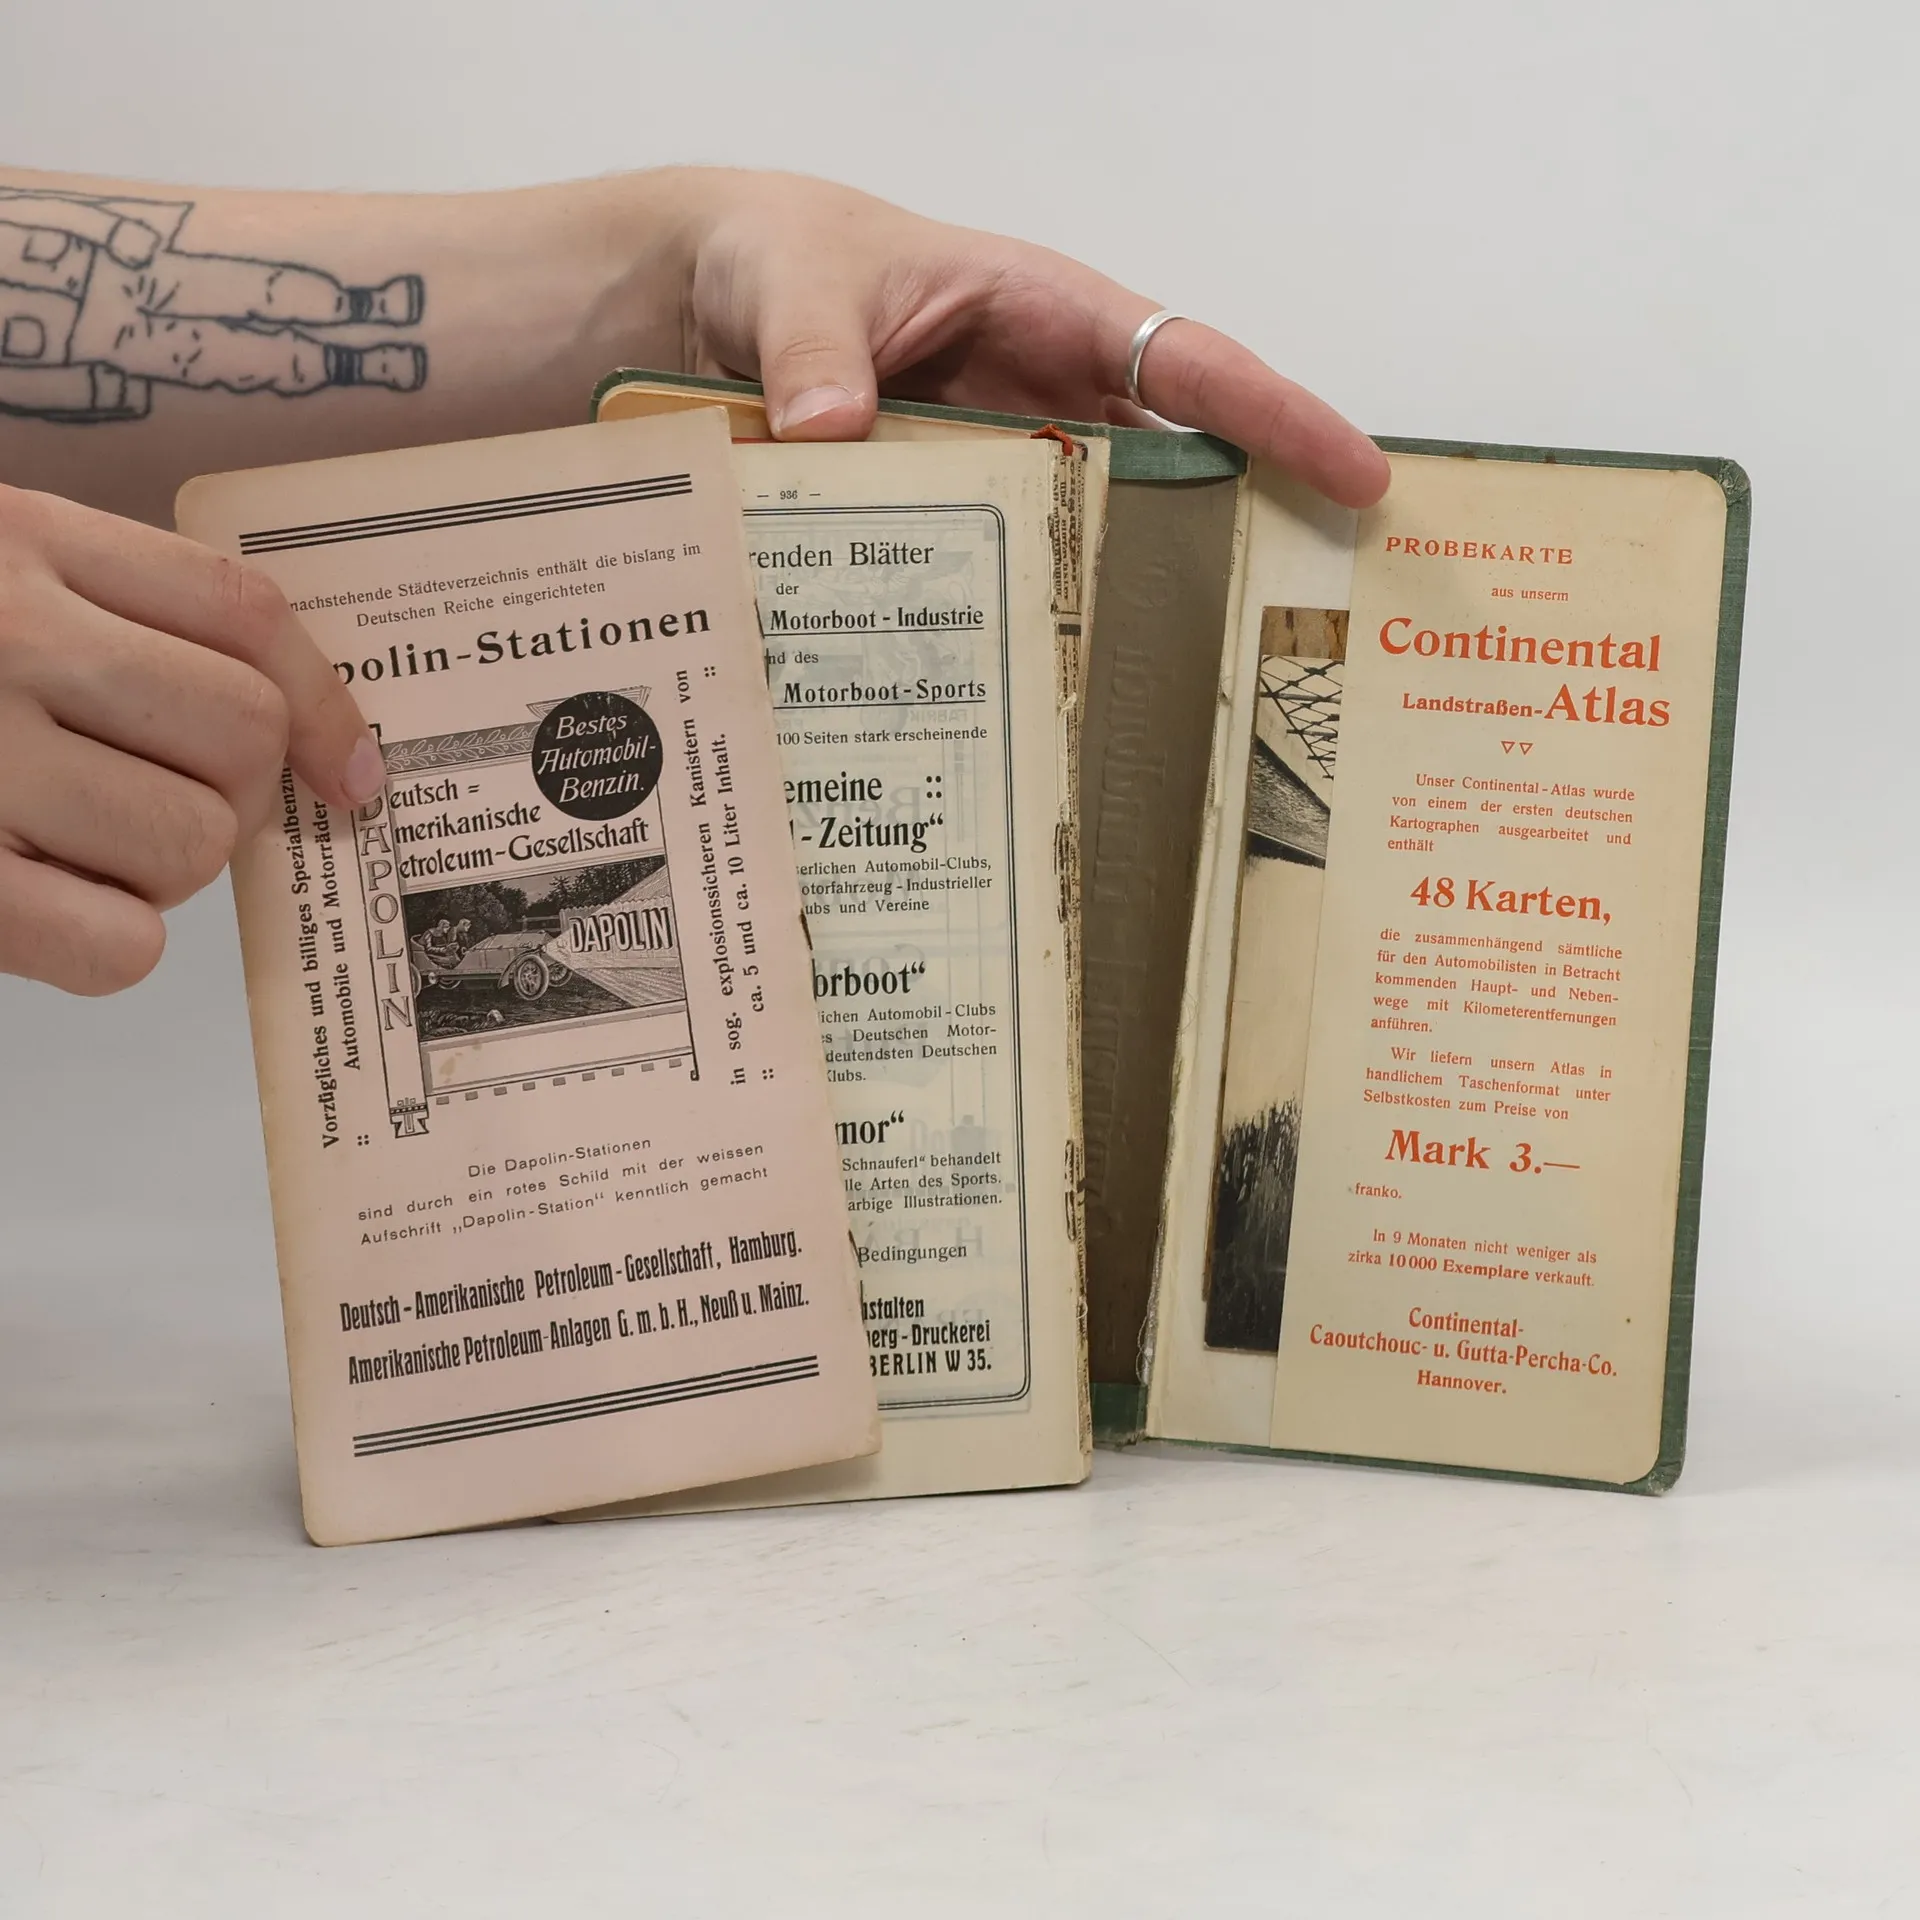 nachstehende Städteverzeichnis enthält die bislang im
Deutschen Reiche eingerichteten
polin-Stationen
Vorzügliches und billiges Spezialbenzin
Automobile und Motorräder
DAPOLIN
Bestes
Automobil-
Benzin.
eutsch =
merikanische
etroleum-Gesellschaft
DAPOLIN
in sog. explosionssicheren Kanistern von
ca. 5 und ca. 10 Liter Inhalt.
Die Dapolin-Stationen
sind durch ein rotes Schild mit der weissen
Aufschrift „Dapolin-Station“ kenntlich gemacht
Deutsch-Amerikanische Petroleum-Gesellschaft, Hamburg.
Amerikanische Petroleum-Anlagen G. m. b. H., Neuß u. Mainz.
— 936 —
renden Blätter
der
Motorboot-Industrie
nd des
Motorboot-Sports
100 Seiten stark erscheinende
emeine ::
l-Zeitung“
serlichen Automobil-Clubs,
otorfahrzeug-Industrieller
ubs und Vereine
orboot“
lichen Automobil-Clubs
es Deutschen Motor-
deutendsten Deutschen
Klubs.
mor“
Schnauferl“ behandelt
lle Arten des Sports.
arbige Illustrationen.
Bedingungen
nstalten
berg-Druckerei
BERLIN W 35.
PROBEKARTE
aus unserm
Continental
Landstraßen-Atlas
Unser Continental-Atlas wurde
von einem der ersten deutschen
Kartographen ausgearbeitet und
enthält
48 Karten,
die zusammenhängend sämtliche
für den Automobilisten in Betracht
kommenden Haupt- und Neben-
wege mit Kilometerentfernungen
anführen.
Wir liefern unsern Atlas in
handlichem Taschenformat unter
Selbstkosten zum Preise von
Mark 3.—
franko.
In 9 Monaten nicht weniger als
zirka 10000 Exemplare verkauft.
Continental-
Caoutchouc- u. Gutta-Percha-Co.
Hannover.